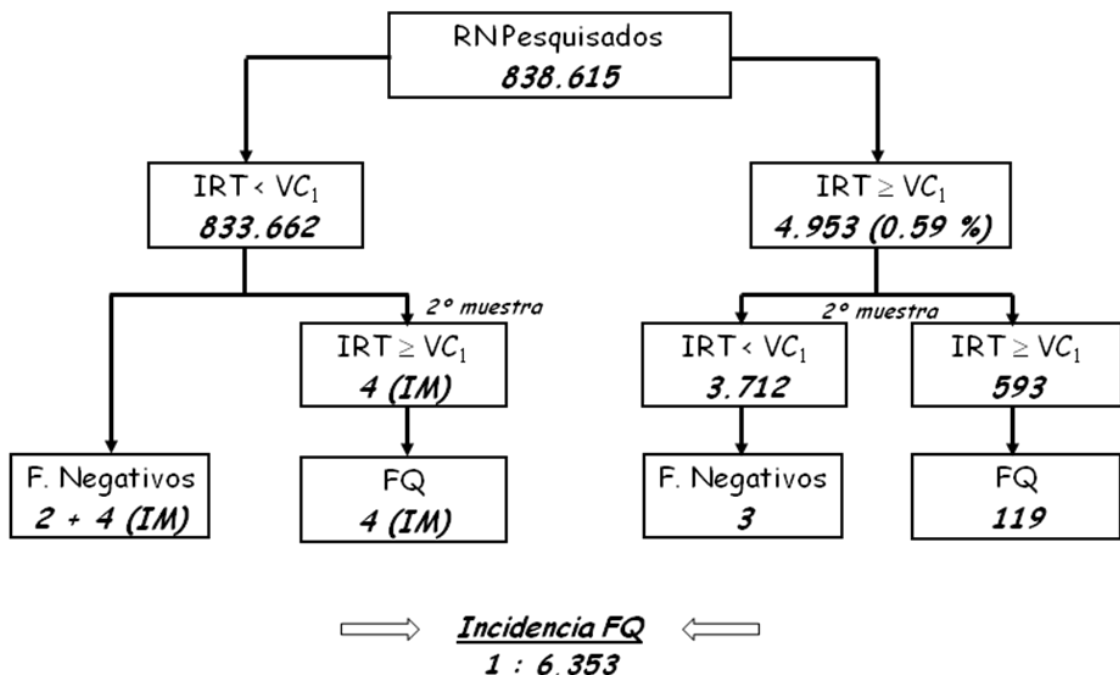 RN Pesquisados
838.615
IRT < VC₁
833.662
IRT ≥ VC₁
4.953 (0.59 %)
2º muestra
2º muestra
IRT ≥ VC₁
4 (IM)
IRT < VC₁
3.712
IRT ≥ VC₁
593
F. Negativos
2 + 4 (IM)
FQ
4 (IM)
F. Negativos
3
FQ
119
Incidencia FQ
1 : 6.353